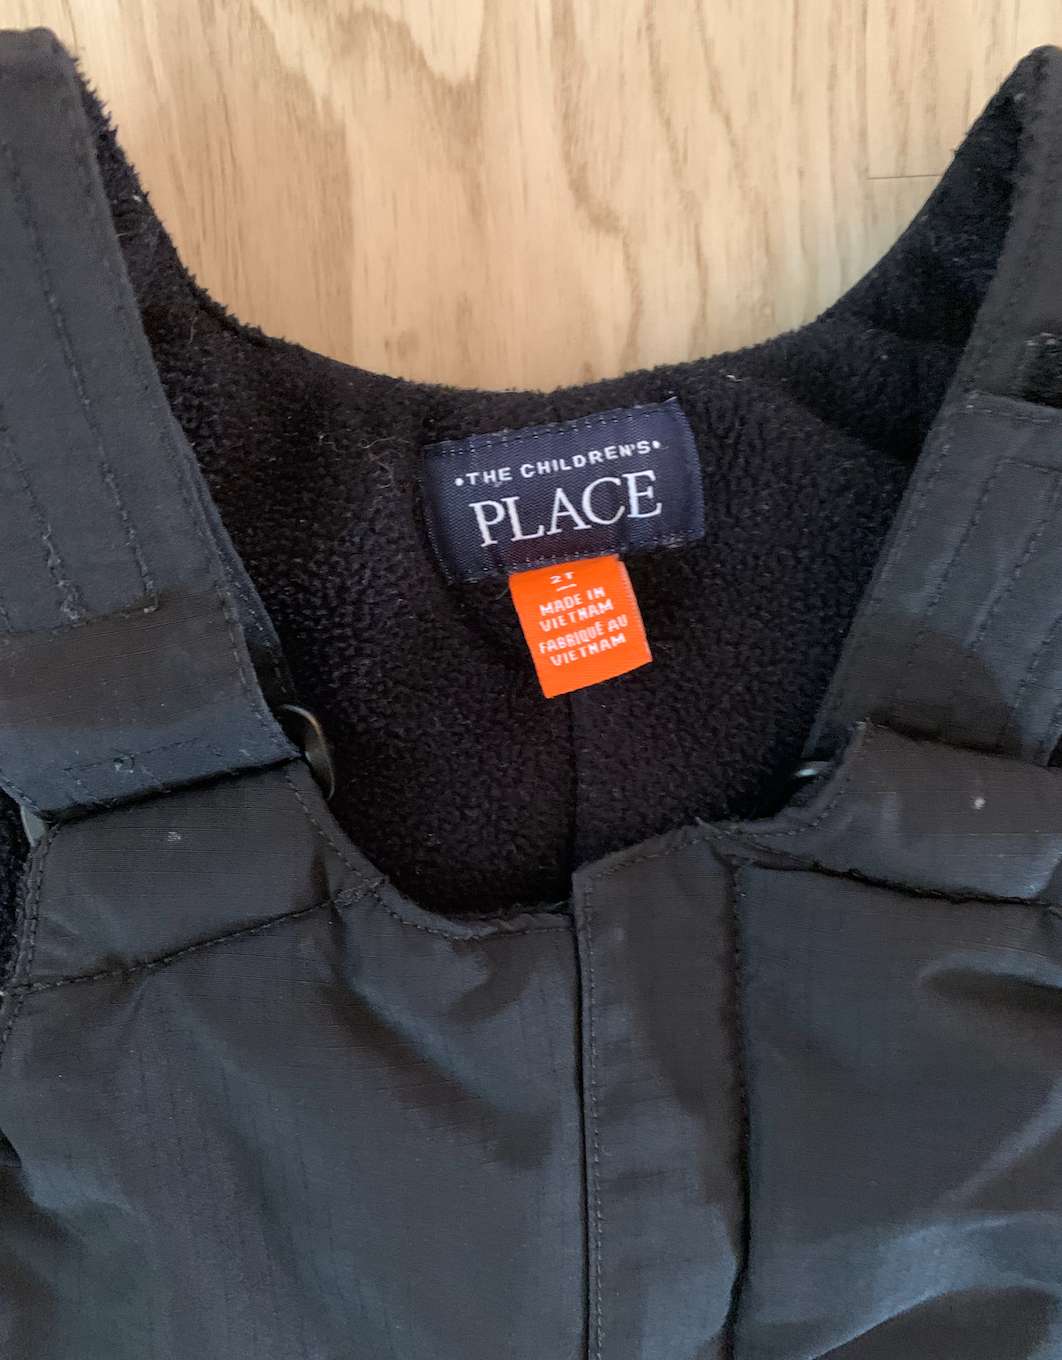 •THE CHILDREN'S•
PLACE
2T
MADE IN
VIETNAM
FABRIQUÉ AU
VIETNAM